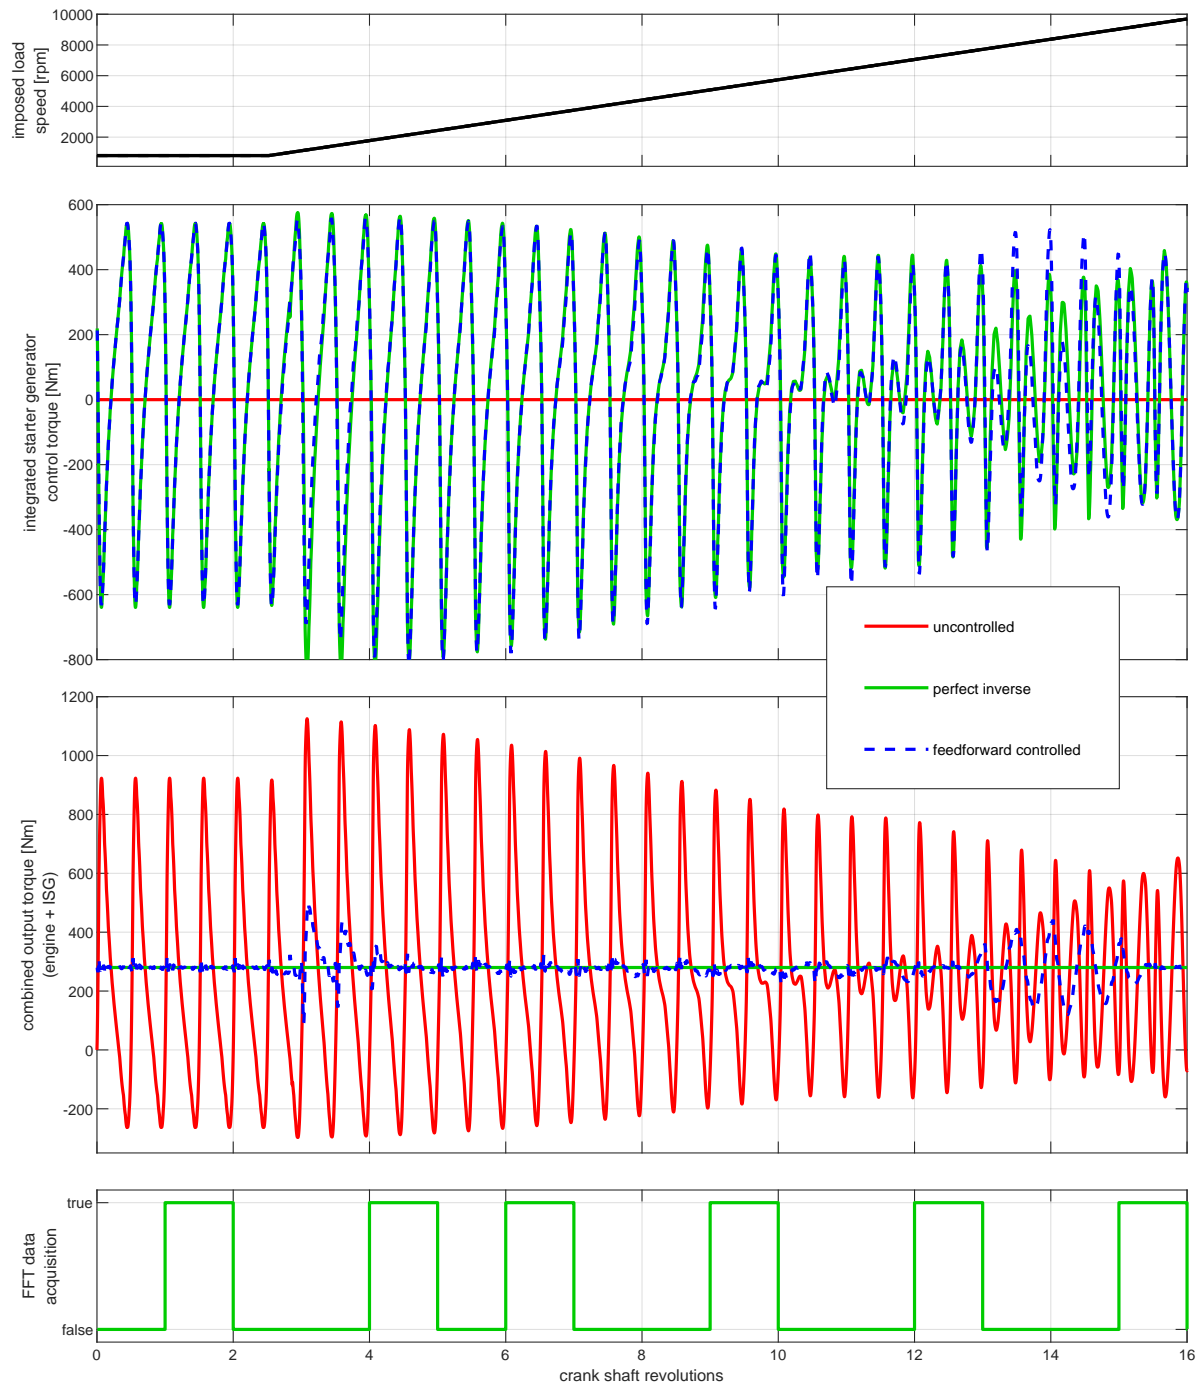 10000
8000
6000
4000
2000
imposed load
speed [rpm]
600
400
200
0
-200
-400
-600
-800
integrated starter generator
control torque [Nm]
uncontrolled
perfect inverse
feedforward controlled
1200
1000
800
600
400
200
0
-200
combined output torque [Nm]
(engine + ISG)
true
false
FFT data
acquisition
0 2 4 6 8 10 12 14 16
crank shaft revolutions